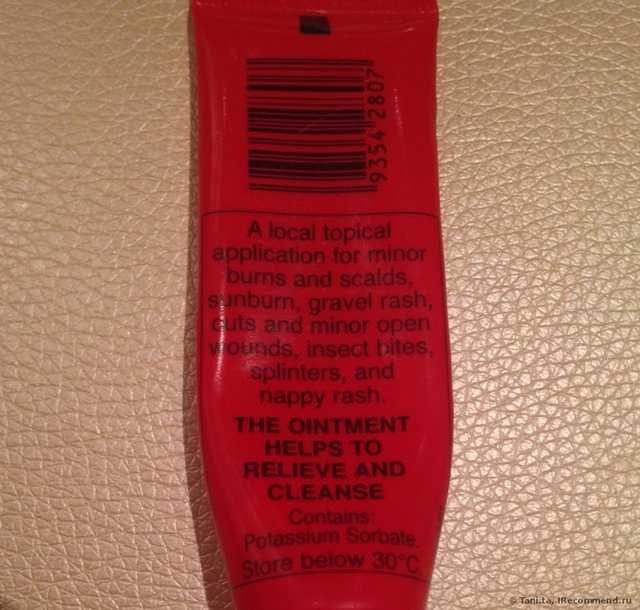 9354 2807
A local topical
application for minor
burns and scalds,
sunburn, gravel rash,
cuts and minor open
wounds, insect bites,
splinters, and
nappy rash.
THE OINTMENT
HELPS TO
RELIEVE AND
CLEANSE
Contains:
Potassium Sorbate.
Store below 30°C
© Tani.ta, IRecommend.ru